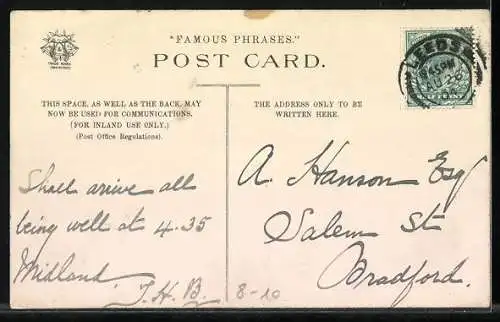 "FAMOUS PHRASES."
POST CARD.
THIS SPACE, AS WELL AS THE BACK, MAY
NOW BE USED FOR COMMUNICATIONS.
(FOR INLAND USE ONLY.)
(Post Office Regulations).
THE ADDRESS ONLY TO BE
WRITTEN HERE.
LEEDS
Shall arrive all
being well at 4.35
Midland.
J.H.B.
8-10
A. Hanson Esq
Salem St
Bradford.